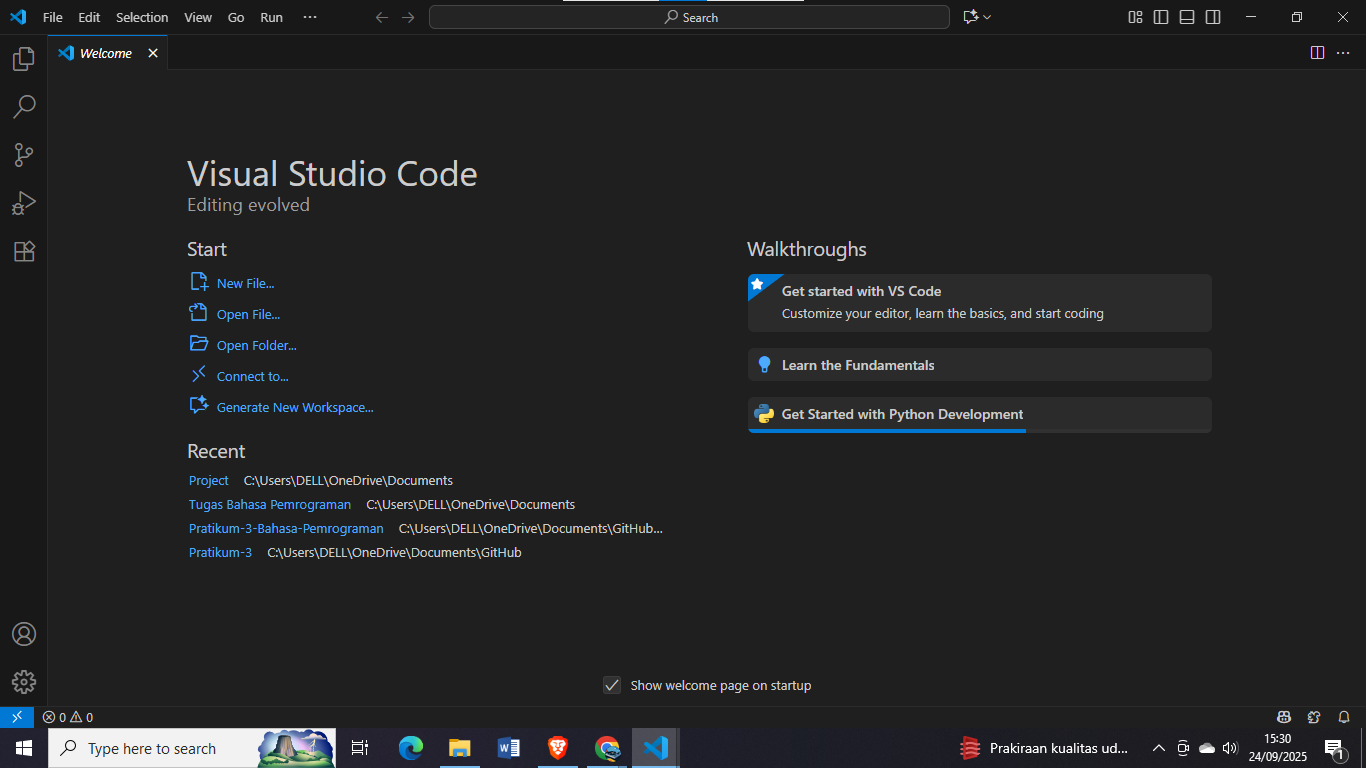 File Edit Selection View Go Run ···
Search
Welcome
Visual Studio Code
Editing evolved
Start
New File...
Open File...
Open Folder...
Connect to...
Generate New Workspace...
Recent
Project C:\Users\DELL\OneDrive\Documents
Tugas Bahasa Pemrograman C:\Users\DELL\OneDrive\Documents
Pratikum-3-Bahasa-Pemrograman C:\Users\DELL\OneDrive\Documents\GitHub...
Pratikum-3 C:\Users\DELL\OneDrive\Documents\GitHub
Walkthroughs
Get started with VS Code
Customize your editor, learn the basics, and start coding
Learn the Fundamentals
Get Started with Python Development
Show welcome page on startup
0 0
Type here to search
Prakiraan kualitas ud...
15:30
24/09/2025
1